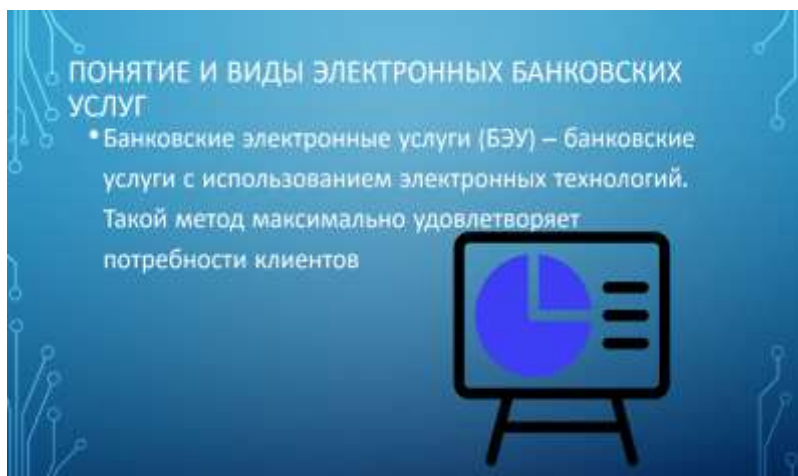 ПОНЯТИЕ И ВИДЫ ЭЛЕКТРОННЫХ БАНКОВСКИХ
УСЛУГ
•Банковские электронные услуги (БЭУ) – банковские
услуги с использованием электронных технологий.
Такой метод максимально удовлетворяет
потребности клиентов